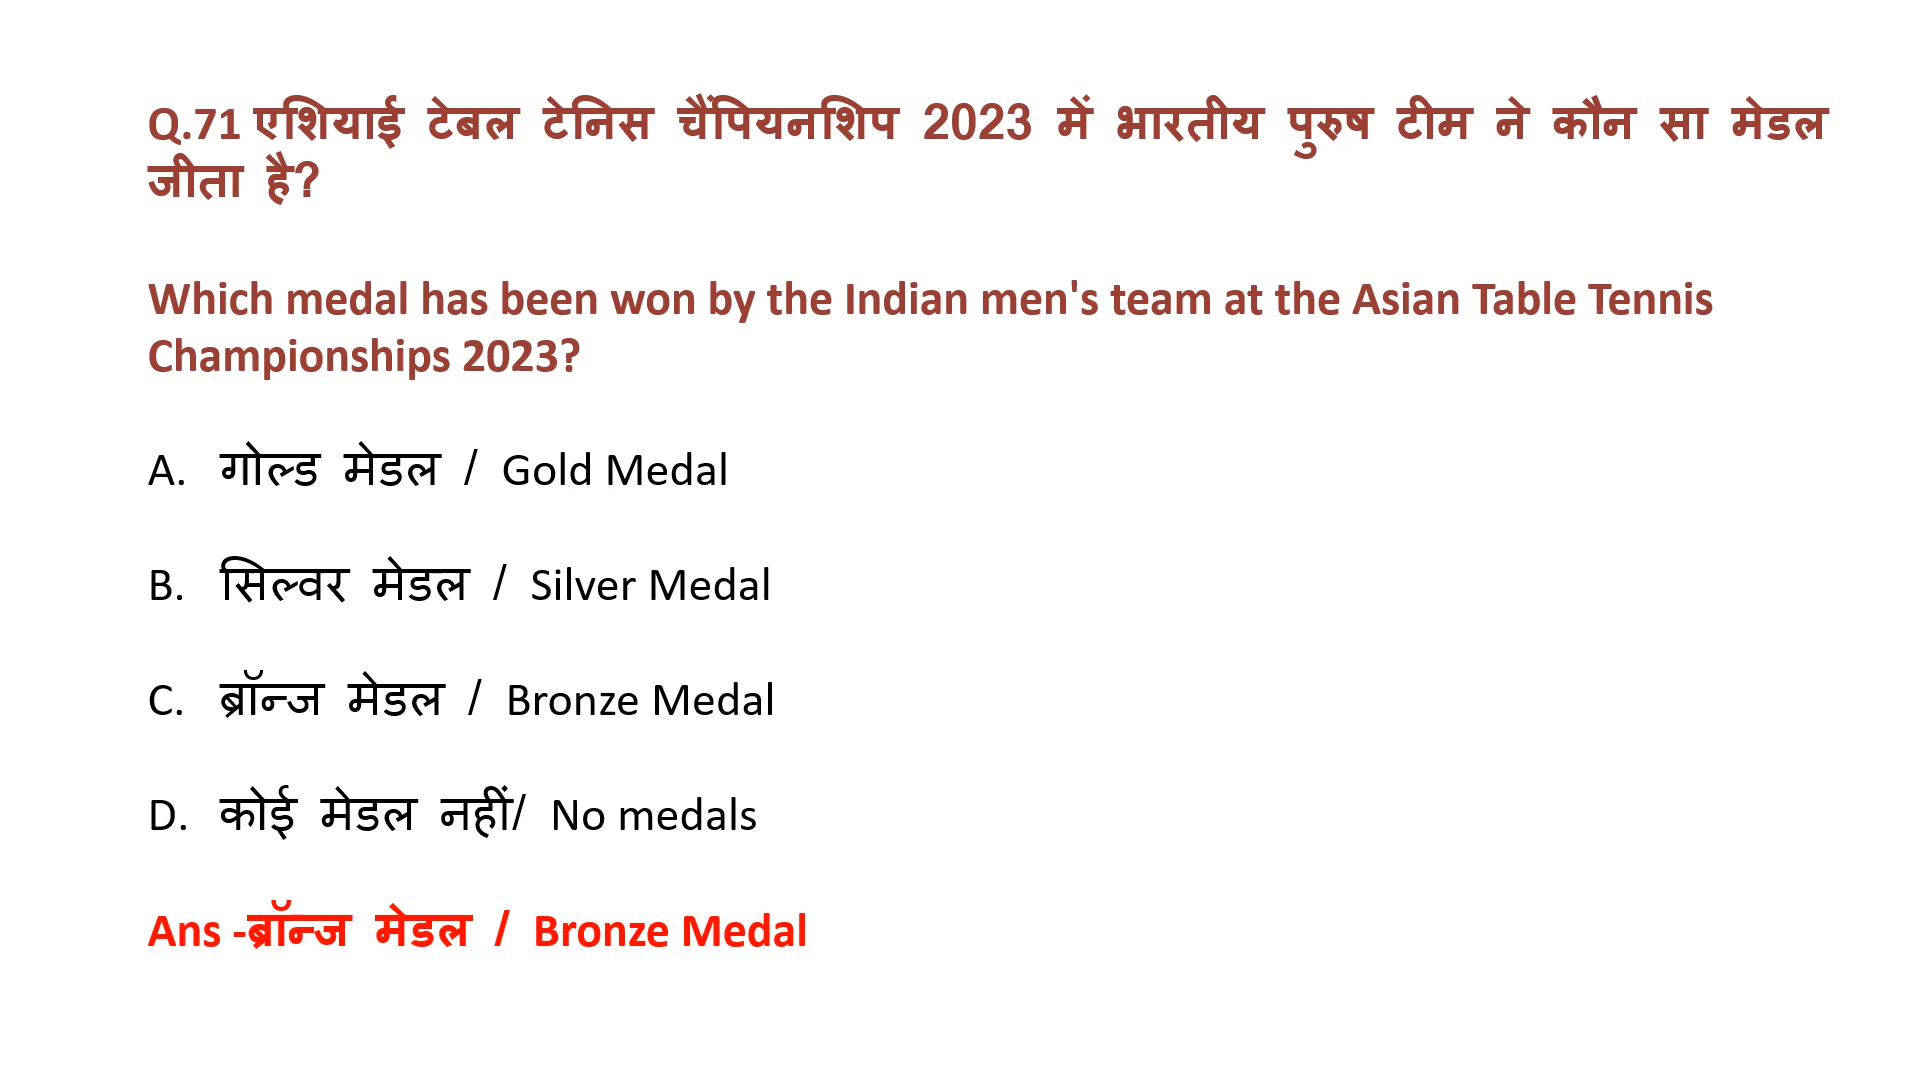 Q.71 एशियाई टेबल टेनिस चैंपियनशिप 2023 में भारतीय पुरुष टीम ने कौन सा मेडल
जीता है?
Which medal has been won by the Indian men's team at the Asian Table Tennis
Championships 2023?
A. गोल्ड मेडल / Gold Medal
B. सिल्वर मेडल / Silver Medal
C. ब्रॉन्ज मेडल / Bronze Medal
D. कोई मेडल नहीं/ No medals
Ans -ब्रॉन्ज मेडल / Bronze Medal